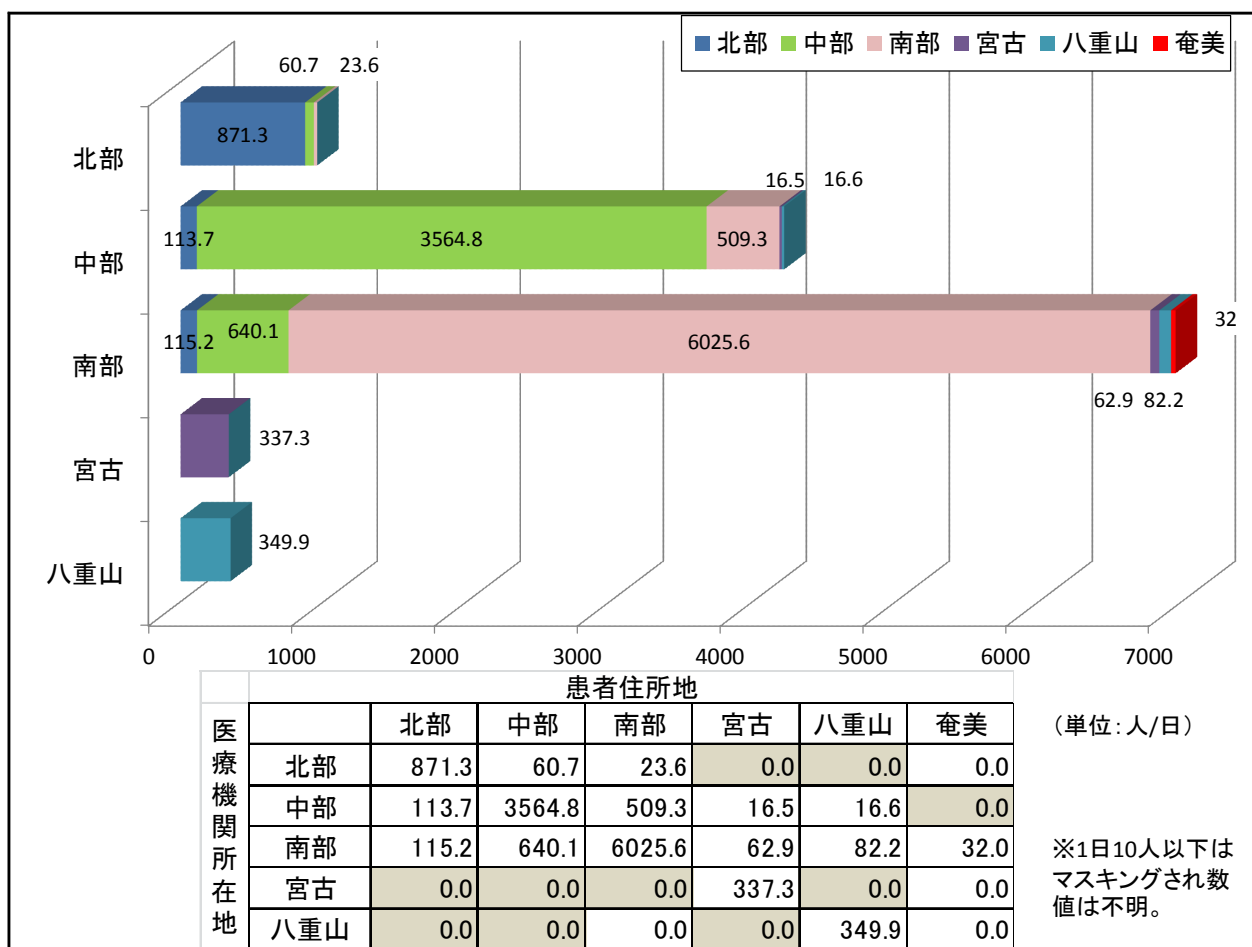 北部 中部 南部 宮古 八重山 奄美
60.7 23.6
北部 871.3
16.5 16.6
中部 113.7 3564.8 509.3
南部 115.2 640.1 6025.6 32
62.9 82.2
宮古 337.3
八重山 349.9
0 1000 2000 3000 4000 5000 6000 7000
患者住所地
医療機関所在地
北部 中部 南部 宮古 八重山 奄美
北部 871.3 60.7 23.6 0.0 0.0 0.0
中部 113.7 3564.8 509.3 16.5 16.6 0.0
南部 115.2 640.1 6025.6 62.9 82.2 32.0
宮古 0.0 0.0 0.0 337.3 0.0 0.0
八重山 0.0 0.0 0.0 0.0 349.9 0.0
(単位:人/日)
※1日10人以下は
マスキングされ数
値は不明。